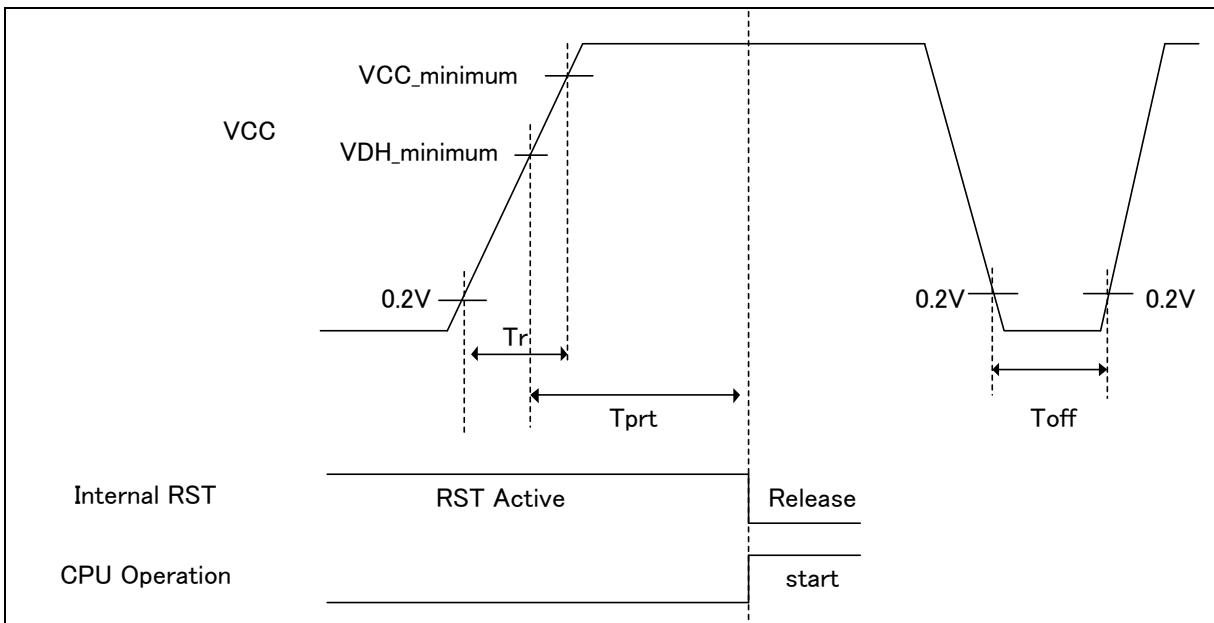 VCC_minimum
VCC
VDH_minimum
0.2V
0.2V
0.2V
Tr
Tprt
Toff
Internal RST
RST Active
Release
CPU Operation
start